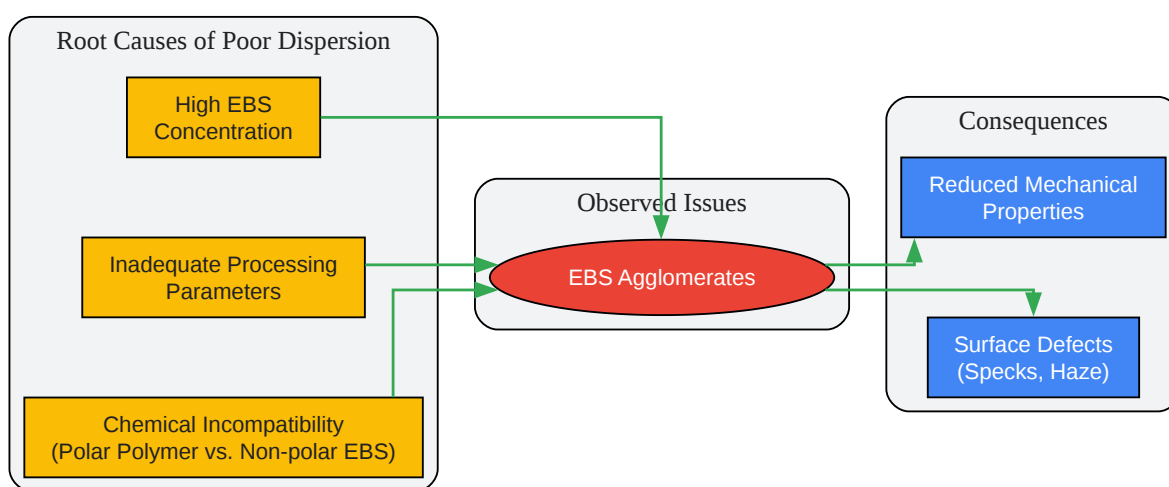 Root Causes of Poor Dispersion
High EBS
Concentration
Inadequate Processing
Parameters
Chemical Incompatibility
(Polar Polymer vs. Non-polar EBS)
Observed Issues
EBS Agglomerates
Consequences
Reduced Mechanical
Properties
Surface Defects
(Specks, Haze)